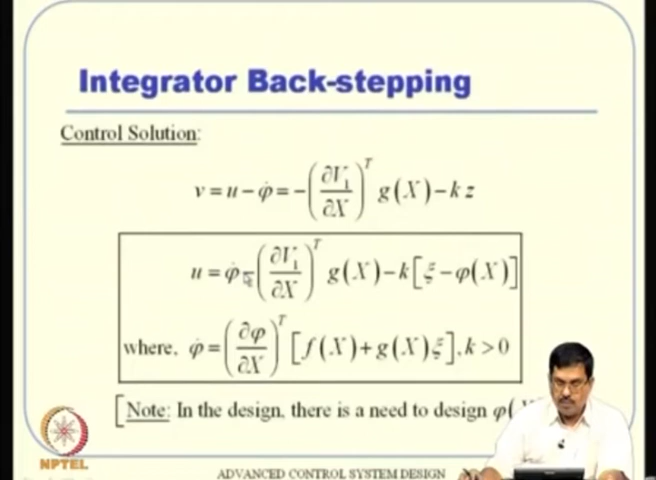 Integrator Back-stepping
Control Solution:
v = u − φ̇ = −(∂V₁/∂X)ᵀ g(X) − k z
u = φ̇ − (∂V₁/∂X)ᵀ g(X) − k[ξ − φ(X)]
where, φ̇ = (∂φ/∂X)ᵀ [f(X) + g(X)ξ], k > 0
[Note: In the design, there is a need to design φ(
NPTEL
ADVANCED CONTROL SYSTEM DESIGN